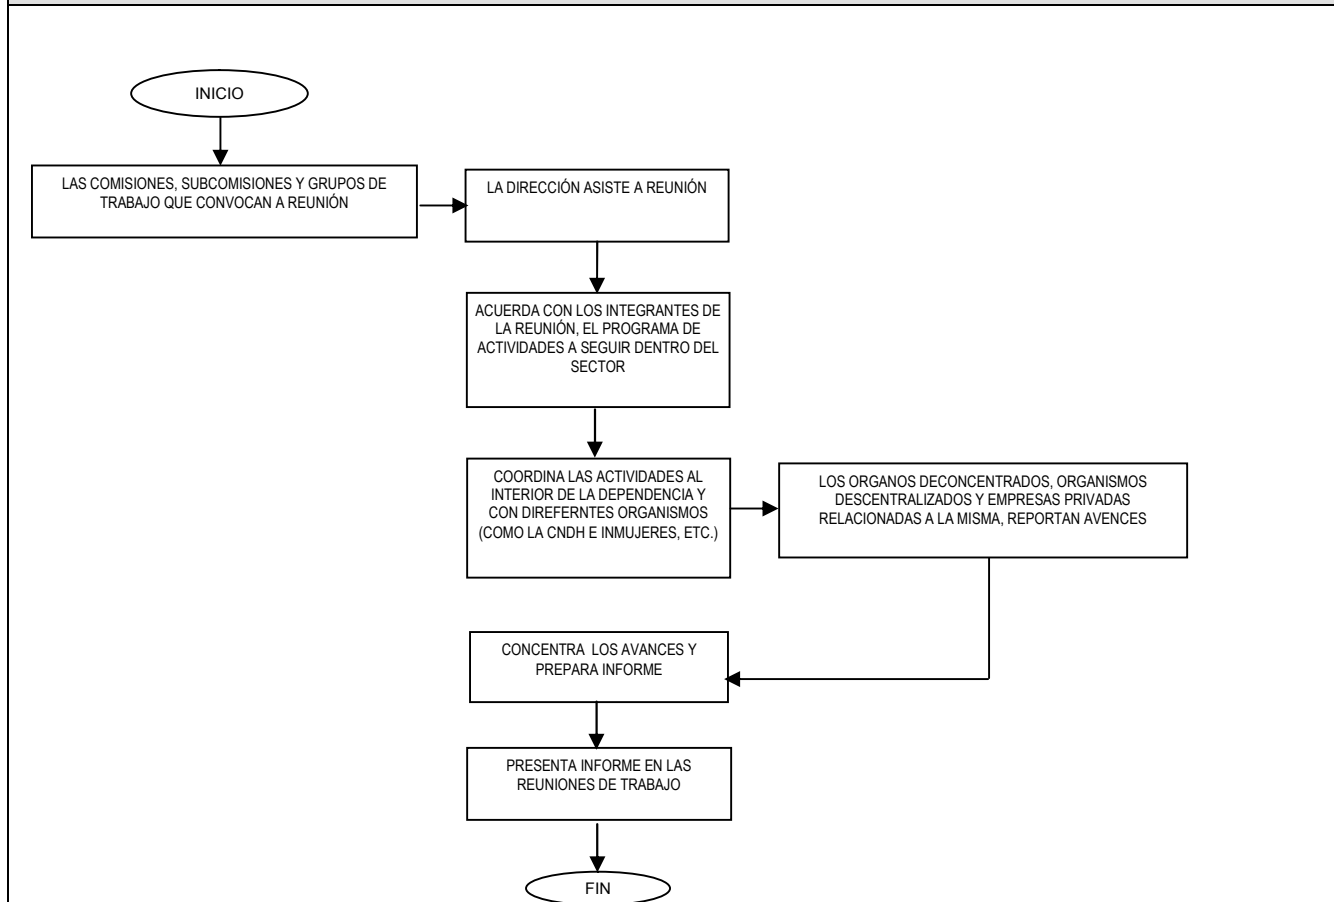 INICIO
LAS COMISIONES, SUBCOMISIONES Y GRUPOS DE
TRABAJO QUE CONVOCAN A REUNIÓN
LA DIRECCIÓN ASISTE A REUNIÓN
ACUERDA CON LOS INTEGRANTES DE
LA REUNIÓN, EL PROGRAMA DE
ACTIVIDADES A SEGUIR DENTRO DEL
SECTOR
COORDINA LAS ACTIVIDADES AL
INTERIOR DE LA DEPENDENCIA Y
CON DIREFERNTES ORGANISMOS
(COMO LA CNDH E INMUJERES, ETC.)
LOS ORGANOS DECONCENTRADOS, ORGANISMOS
DESCENTRALIZADOS Y EMPRESAS PRIVADAS
RELACIONADAS A LA MISMA, REPORTAN AVENCES
CONCENTRA LOS AVANCES Y
PREPARA INFORME
PRESENTA INFORME EN LAS
REUNIONES DE TRABAJO
FIN